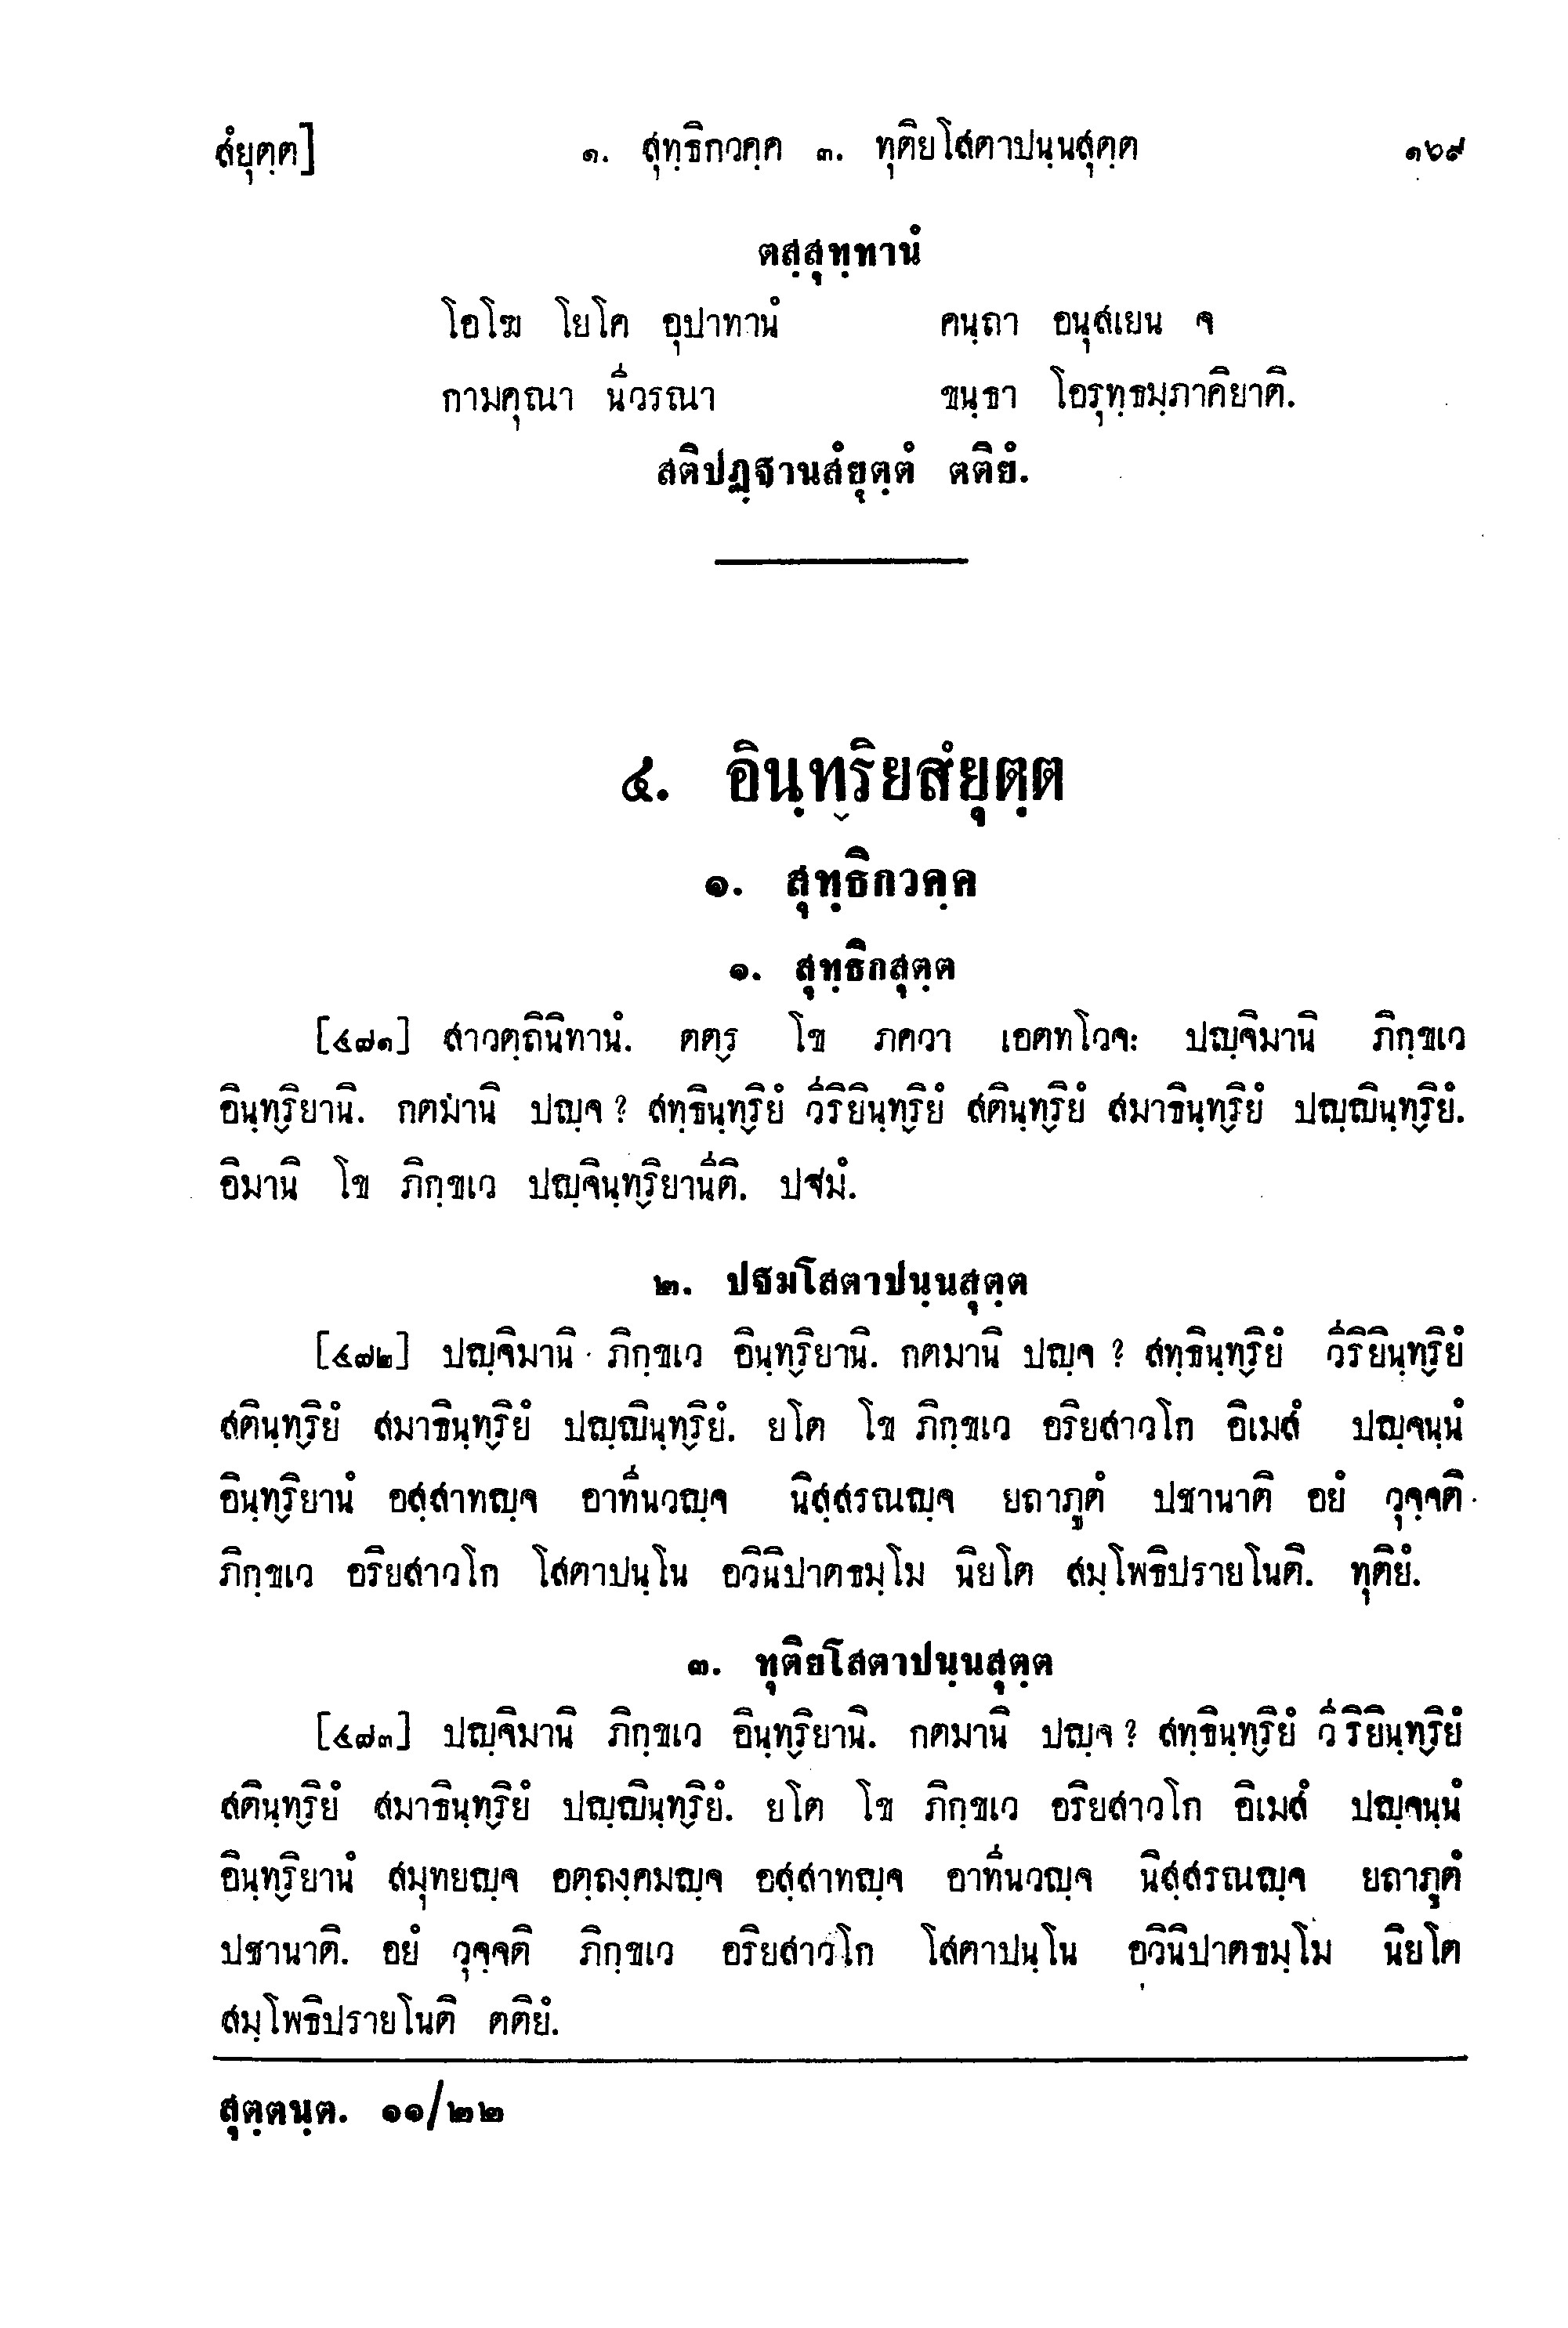 สํยุตฺต]	๑. สุทฺธิกวคฺค ๓. ทุติยโสตาปนฺนสุตฺต	๑๖๙
ตสฺสุทฺทานํ
โอโฆ โยโค อุปาทานํ	คนฺถา อนุสเยน จ
กามคุณา นีวรณา	ขนฺธา โอรุทฺธมฺภาคิยาติ.
สติปฏฺฐานสํยุตฺตํ ตติยํ.
๔. อินฺท๎ริยสํยุตฺต
๑. สุทฺธิกวคฺค
๑. สุทฺธิกสุตฺต
[๔๗๑] สาวตฺถีนิทานํ. ตต๎ร โข ภควา เอตทโวจ: ปญฺจิมานิ ภิกฺขเว
อินฺท๎ริยานิ. กตมานิ ปญฺจ ? สทฺธินฺท๎ริยํ วีริยินฺท๎ริยํ สตินฺท๎ริยํ สมาธินฺท๎ริยํ ปญฺญินฺท๎ริยํ.
อิมานิ โข ภิกฺขเว ปญฺจินฺท๎ริยานีติ. ปฐมํ.
๒. ปฐมโสตาปนฺนสุตฺต
[๔๗๒] ปญฺจิมานิ ภิกฺขเว อินฺท๎ริยานิ. กตมานิ ปญฺจ ? สทฺธินฺท๎ริยํ วีริยินฺท๎ริยํ
สตินฺท๎ริยํ สมาธินฺท๎ริยํ ปญฺญินฺท๎ริยํ. ยโต โข ภิกฺขเว อริยสาวโก อิเมสํ ปญฺจนฺนํ
อินฺท๎ริยานํ อสฺสาทญฺจ อาทีนวญฺจ นิสฺสรณญฺจ ยถาภูตํ ปชานาติ อยํ วุจฺจติ
ภิกฺขเว อริยสาวโก โสตาปนฺโน อวินิปาตธมฺโม นิยโต สมฺโพธิปรายโนติ. ทุติยํ.
๓. ทุติยโสตาปนฺนสุตฺต
[๔๗๓] ปญฺจิมานิ ภิกฺขเว อินฺท๎ริยานิ. กตมานิ ปญฺจ ? สทฺธินฺท๎ริยํ วีริยินฺท๎ริยํ
สตินฺท๎ริยํ สมาธินฺท๎ริยํ ปญฺญินฺท๎ริยํ. ยโต โข ภิกฺขเว อริยสาวโก อิเมสํ ปญฺจนฺนํ
อินฺท๎ริยานํ สมุทยญฺจ อตฺถงฺคมญฺจ อสฺสาทญฺจ อาทีนวญฺจ นิสฺสรณญฺจ ยถาภูตํ
ปชานาติ. อยํ วุจฺจติ ภิกฺขเว อริยสาวโก โสตาปนฺโน อวินิปาตธมฺโม นิยโต
สมฺโพธิปรายโนติ ตติยํ.
สุตฺตนฺต. ๑๑/๒๒